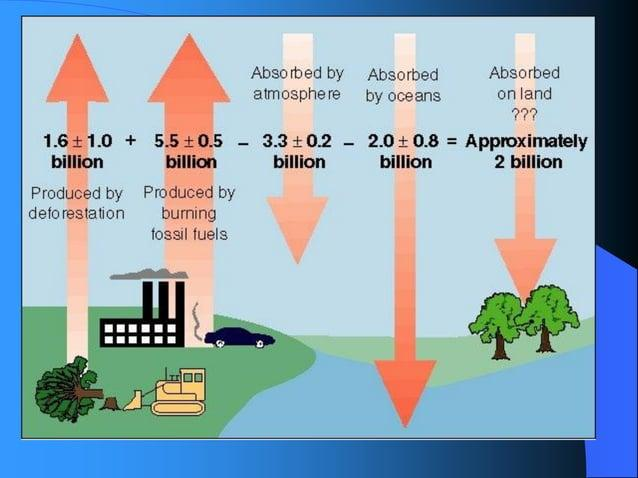 Absorbed by
atmosphere
Absorbed
by oceans
Absorbed
on land
???
1.6 ± 1.0 + 5.5 ± 0.5 – 3.3 ± 0.2 – 2.0 ± 0.8 = Approximately
billion billion billion billion 2 billion
Produced by
deforestation
Produced by
burning
fossil fuels